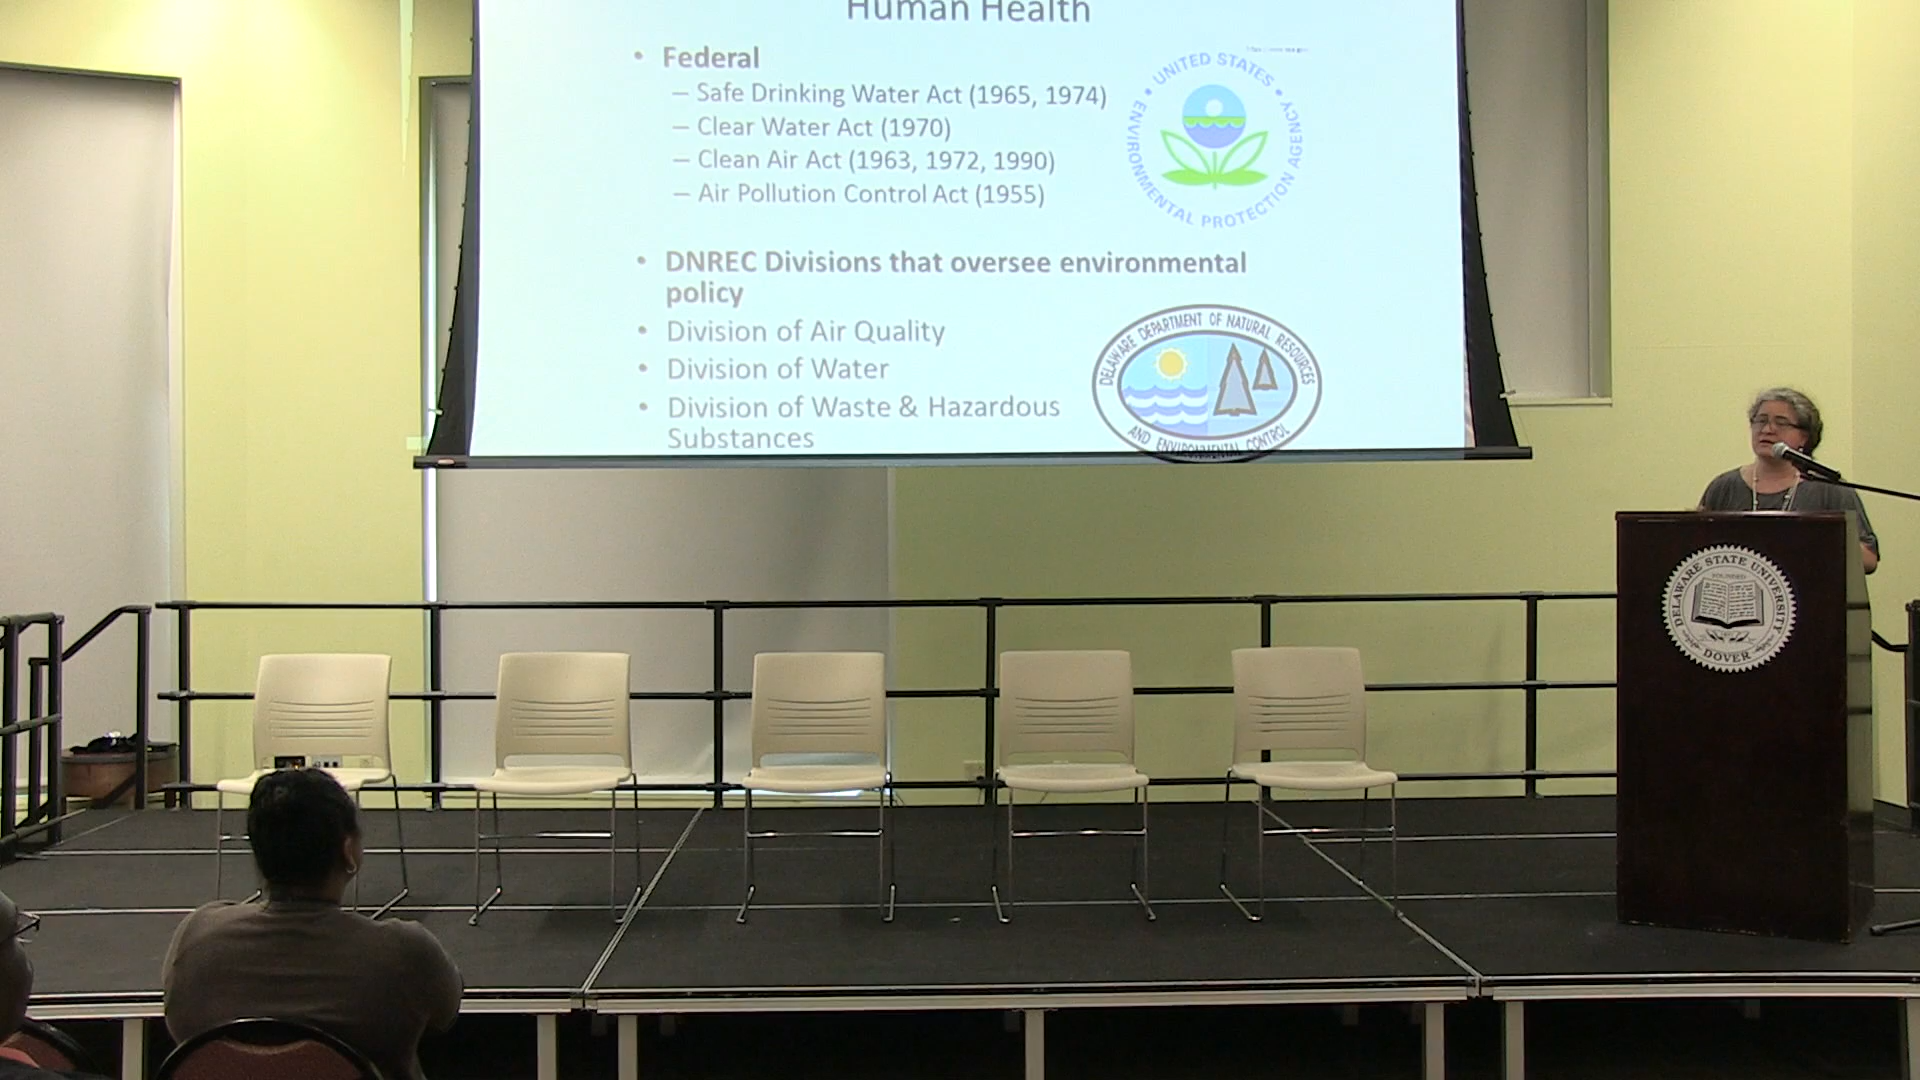 Human Health
• Federal
– Safe Drinking Water Act (1965, 1974)
– Clear Water Act (1970)
– Clean Air Act (1963, 1972, 1990)
– Air Pollution Control Act (1955)
• UNITED STATES •
ENVIRONMENTAL PROTECTION AGENCY
• DNREC Divisions that oversee environmental
policy
• Division of Air Quality
• Division of Water
• Division of Waste & Hazardous
Substances
DELAWARE DEPARTMENT OF NATURAL RESOURCES
AND ENVIRONMENTAL CONTROL
DELAWARE STATE UNIVERSITY
FOUNDED
DOVER